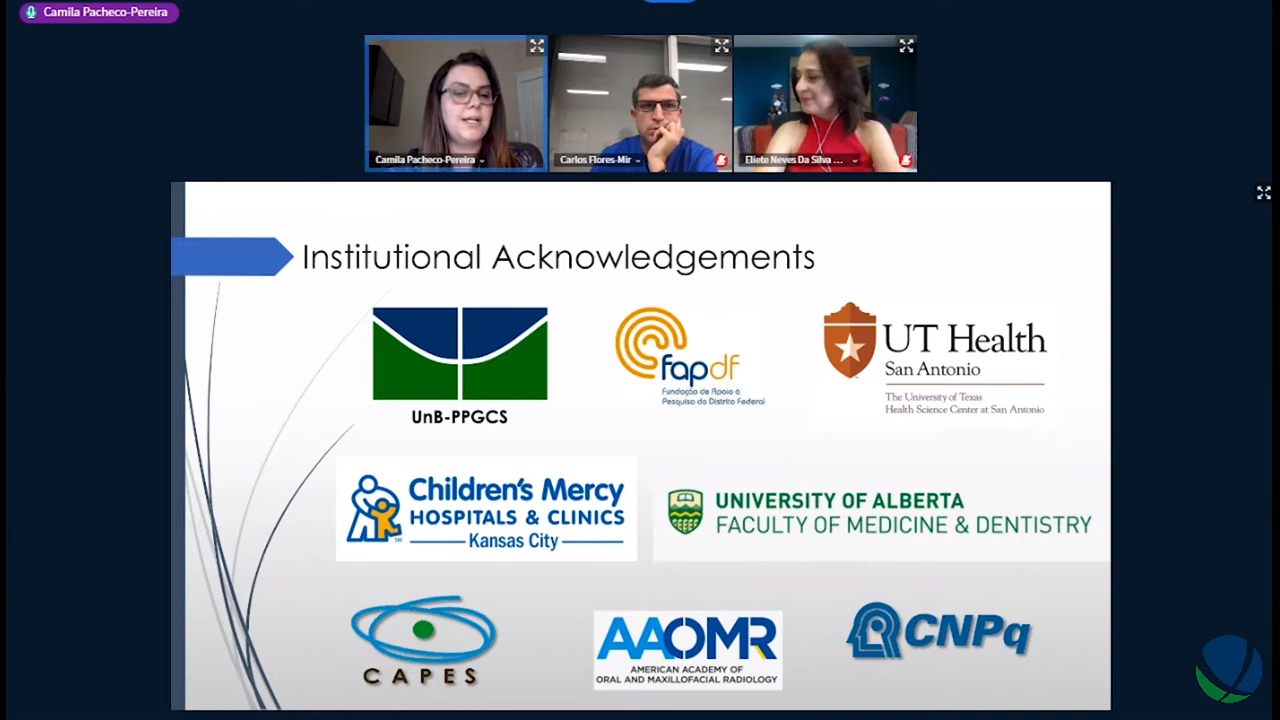 Camila Pacheco-Pereira
Camila Pacheco-Pereira
Carlos Flores-Mir
Eliete Neves Da Silva ...
Institutional Acknowledgements
UnB-PPGCS
fapdf
Fundação de Apoio à
Pesquisa do Distrito Federal
UT Health
San Antonio
The University of Texas
Health Science Center at San Antonio
Children's Mercy
HOSPITALS & CLINICS
Kansas City
UNIVERSITY OF ALBERTA
FACULTY OF MEDICINE & DENTISTRY
CAPES
AAOMR
AMERICAN ACADEMY OF
ORAL AND MAXILLOFACIAL RADIOLOGY
CNPq